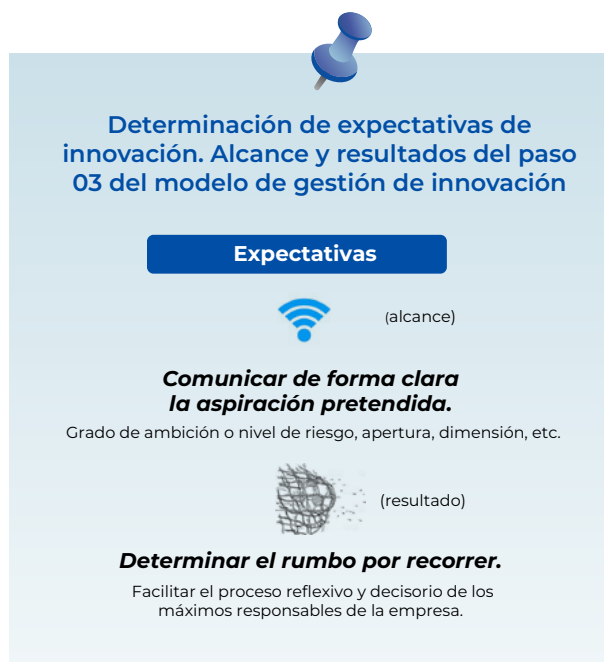 Determinación de expectativas de
innovación. Alcance y resultados del paso
03 del modelo de gestión de innovación
Expectativas
(alcance)
Comunicar de forma clara
la aspiración pretendida.
Grado de ambición o nivel de riesgo, apertura, dimensión, etc.
(resultado)
Determinar el rumbo por recorrer.
Facilitar el proceso reflexivo y decisorio de los
máximos responsables de la empresa.